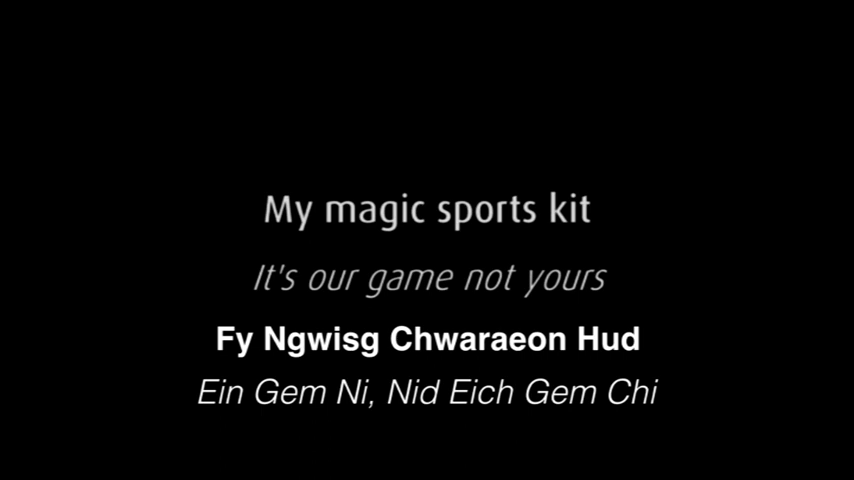 My magic sports kit
It's our game not yours
Fy Ngwisg Chwaraeon Hud
Ein Gem Ni, Nid Eich Gem Chi